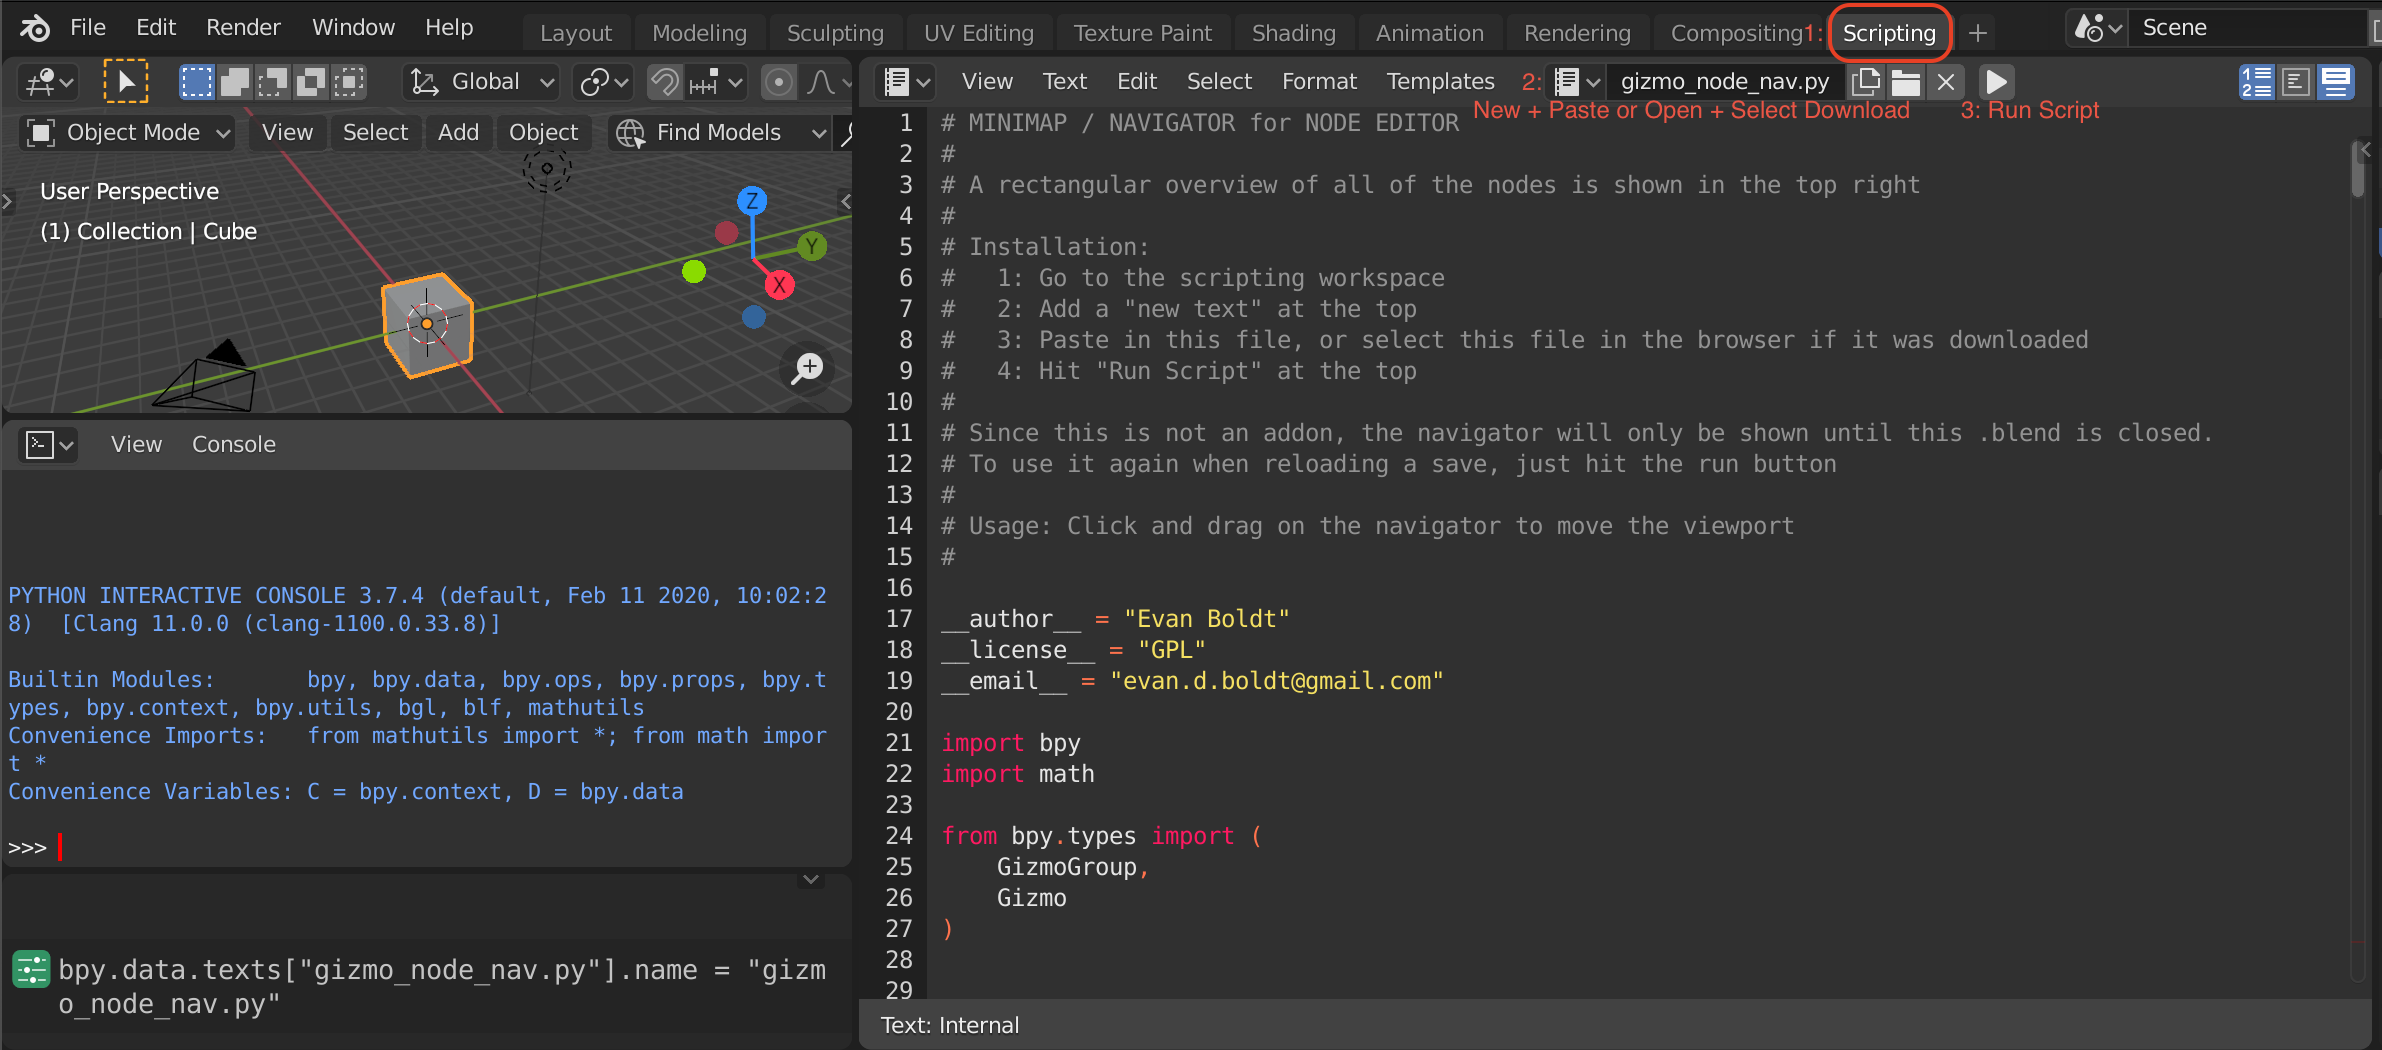 File Edit Render Window Help Layout Modeling Sculpting UV Editing Texture Paint Shading Animation Rendering Compositing 1: Scripting + Scene
Global
Object Mode View Select Add Object Find Models
User Perspective
(1) Collection | Cube
Z
Y
X
View Console
PYTHON INTERACTIVE CONSOLE 3.7.4 (default, Feb 11 2020, 10:02:2
8)  [Clang 11.0.0 (clang-1100.0.33.8)]
Builtin Modules:       bpy, bpy.data, bpy.ops, bpy.props, bpy.t
ypes, bpy.context, bpy.utils, bgl, blf, mathutils
Convenience Imports:   from mathutils import *; from math impor
t *
Convenience Variables: C = bpy.context, D = bpy.data
>>>
bpy.data.texts["gizmo_node_nav.py"].name = "gizm
o_node_nav.py"
View Text Edit Select Format Templates 2: gizmo_node_nav.py
New + Paste or Open + Select Download 3: Run Script
1 # MINIMAP / NAVIGATOR for NODE EDITOR
2 #
3 # A rectangular overview of all of the nodes is shown in the top right
4 #
5 # Installation:
6 #   1: Go to the scripting workspace
7 #   2: Add a "new text" at the top
8 #   3: Paste in this file, or select this file in the browser if it was downloaded
9 #   4: Hit "Run Script" at the top
10 #
11 # Since this is not an addon, the navigator will only be shown until this .blend is closed.
12 # To use it again when reloading a save, just hit the run button
13 #
14 # Usage: Click and drag on the navigator to move the viewport
15 #
16
17 __author__ = "Evan Boldt"
18 __license__ = "GPL"
19 __email__ = "evan.d.boldt@gmail.com"
20
21 import bpy
22 import math
23
24 from bpy.types import (
25     GizmoGroup,
26     Gizmo
27 )
28
29
Text: Internal